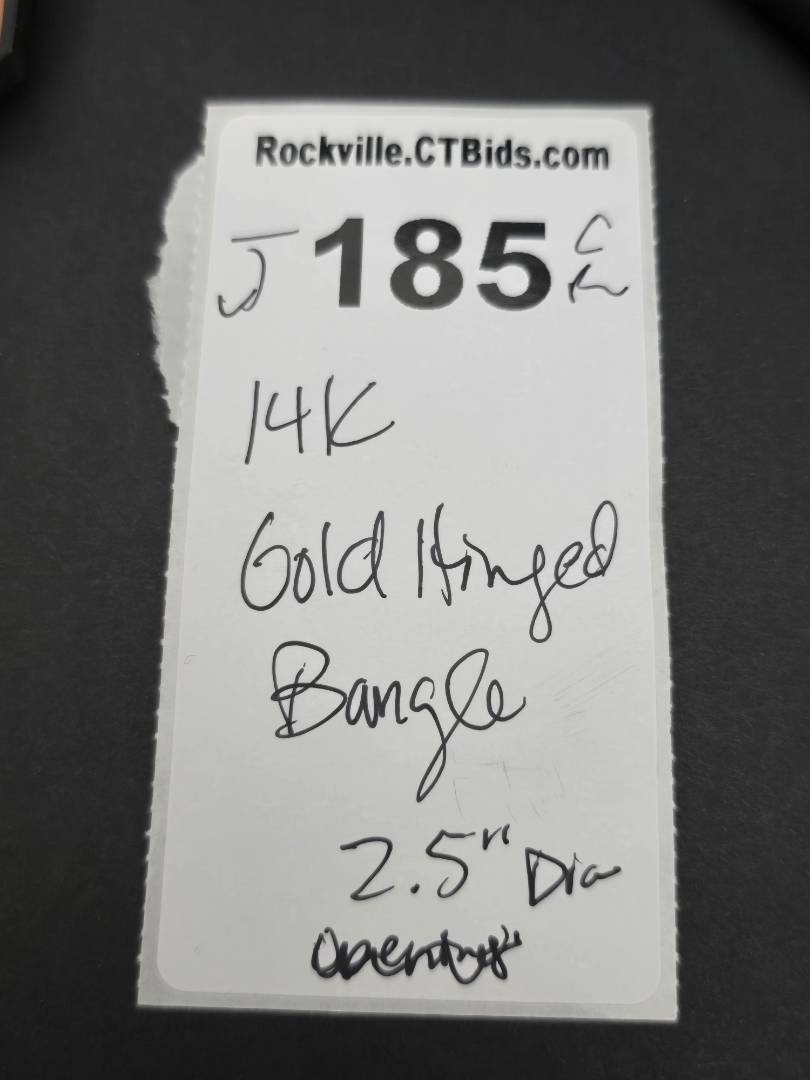 Rockville.CTBids.com
J 185
14K
Gold Hinged
Bangle
2.5" Dia